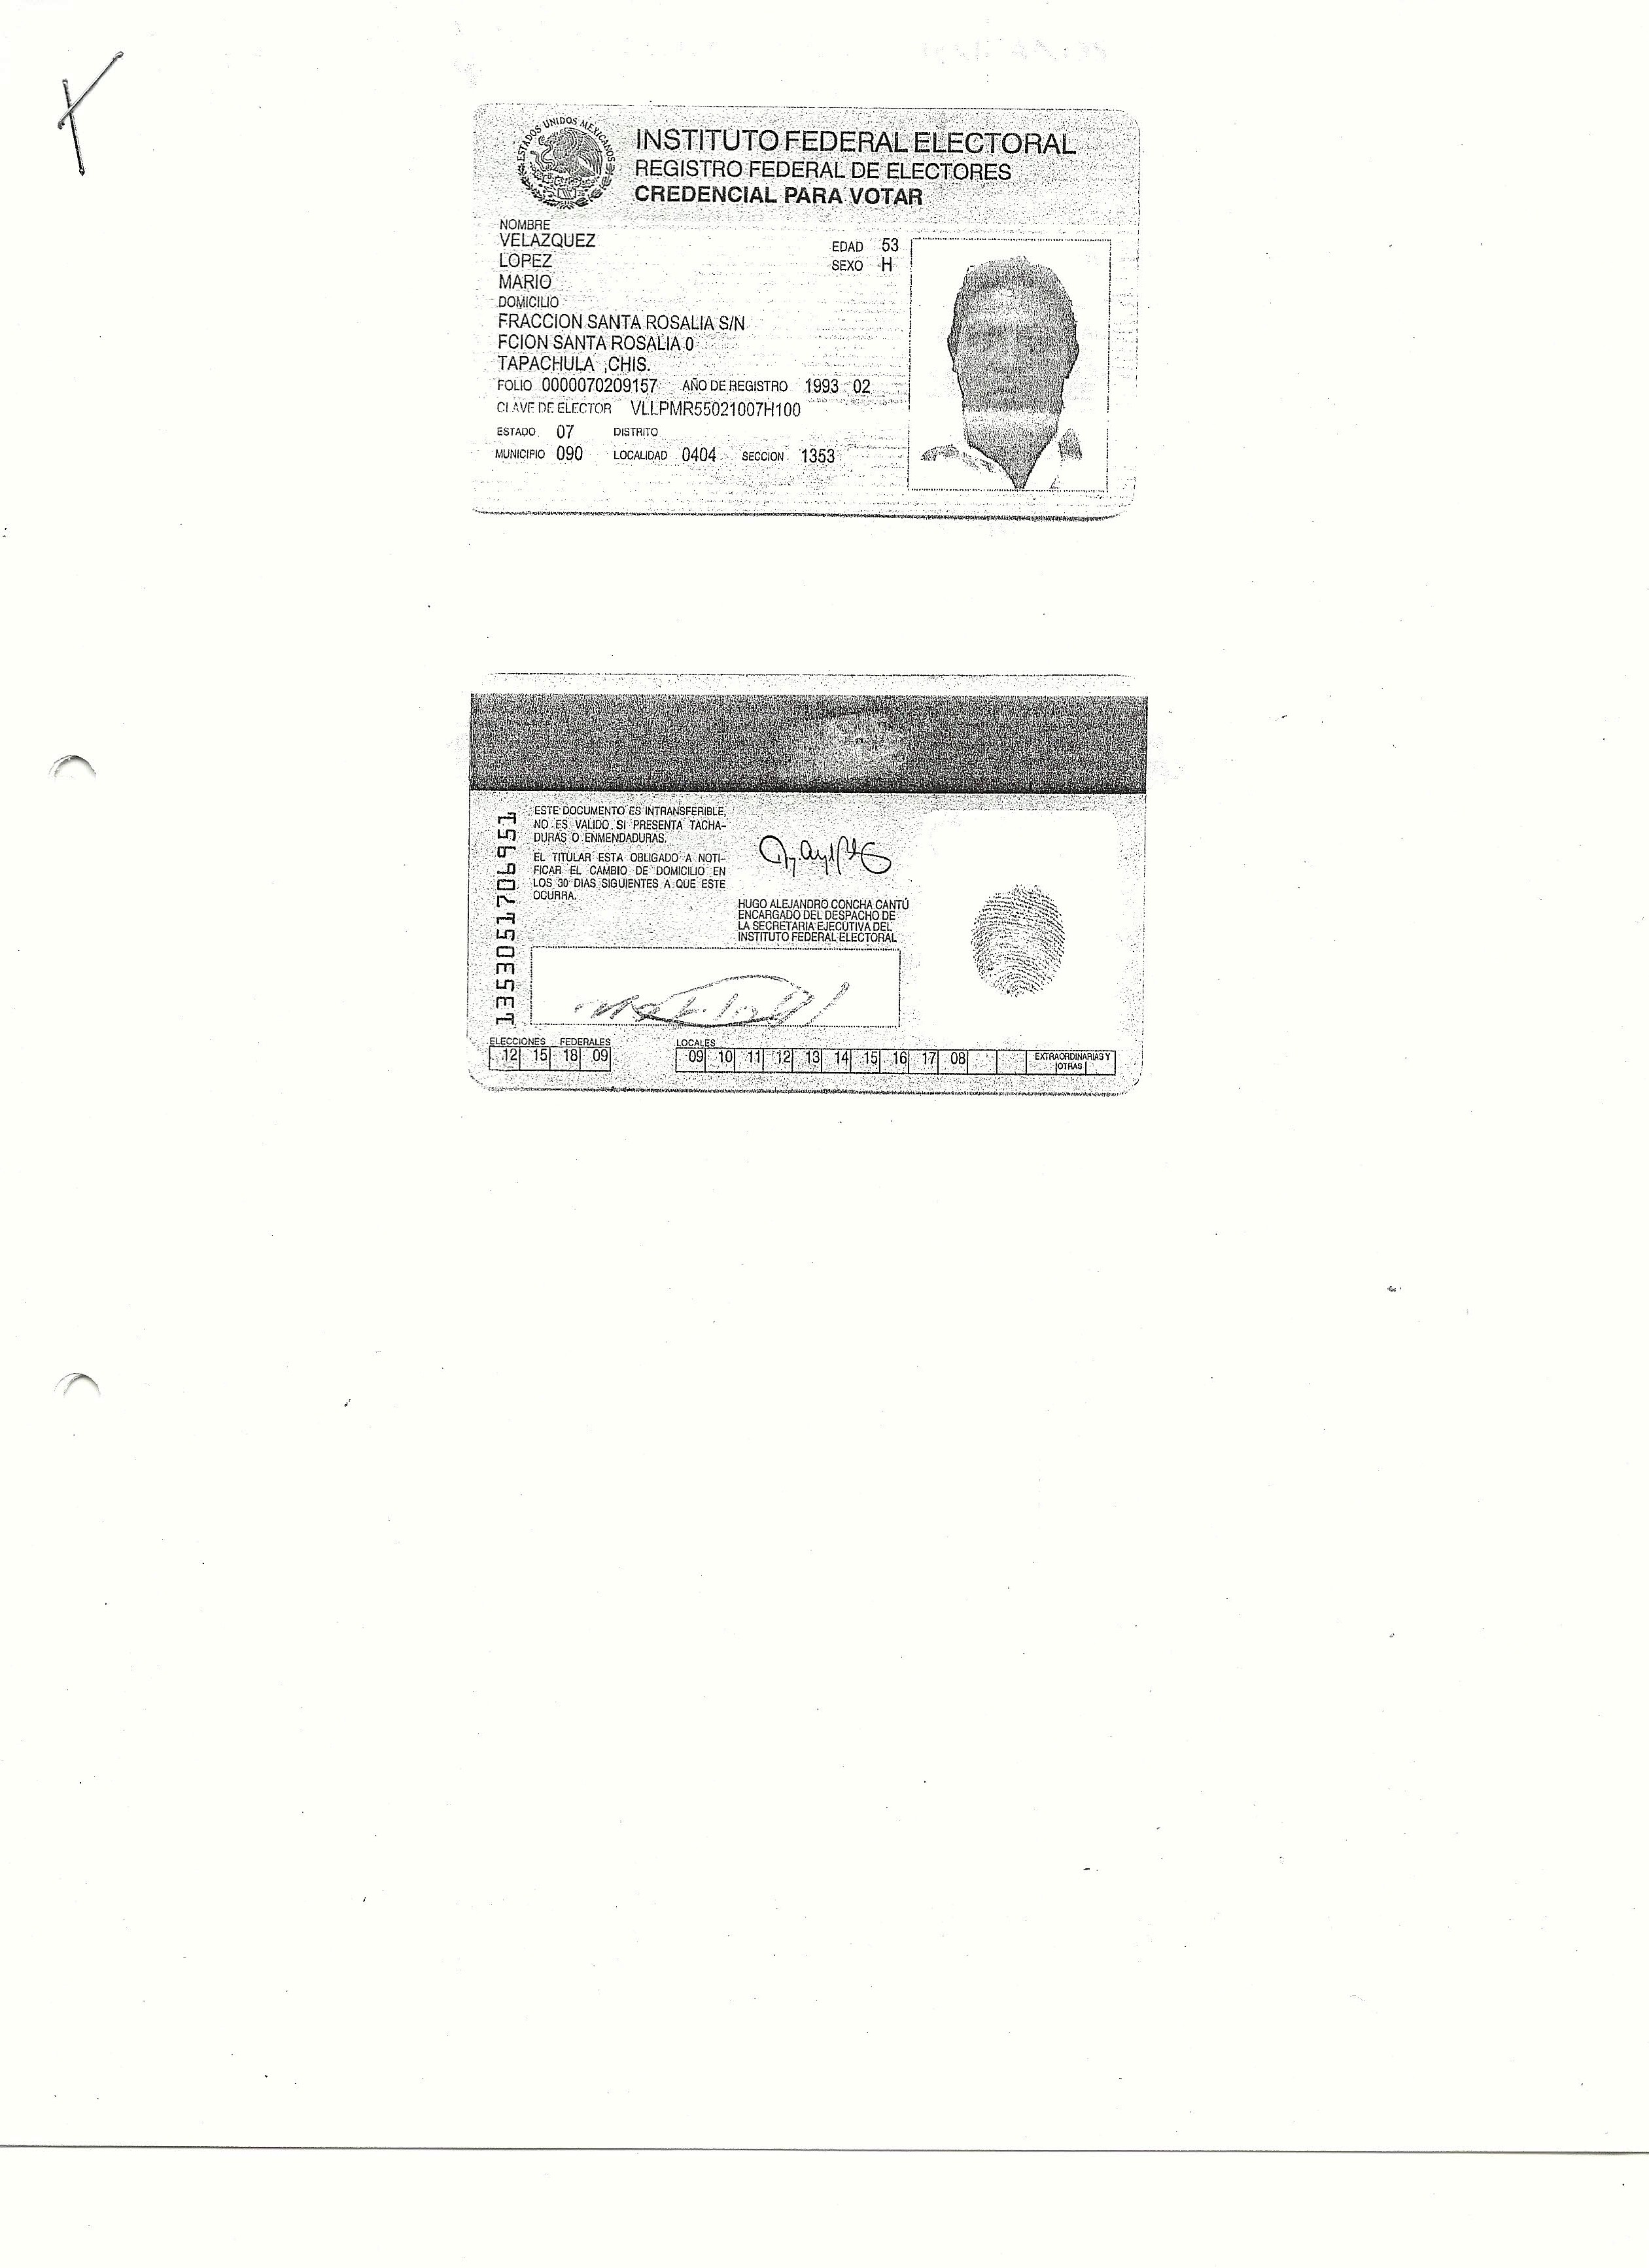 ESTADOS UNIDOS MEXICANOS
INSTITUTO FEDERAL ELECTORAL
REGISTRO FEDERAL DE ELECTORES
CREDENCIAL PARA VOTAR
NOMBRE
VELAZQUEZ
LOPEZ
MARIO
EDAD 53
SEXO H
DOMICILIO
FRACCION SANTA ROSALIA S/N
FCION SANTA ROSALIA 0
TAPACHULA ,CHIS.
FOLIO 0000070209157 AÑO DE REGISTRO 1993 02
CLAVE DE ELECTOR VLLPMR55021007H100
ESTADO 07 DISTRITO
MUNICIPIO 090 LOCALIDAD 0404 SECCION 1353
1353051706951
ESTE DOCUMENTO ES INTRANSFERIBLE,
NO ES VALIDO SI PRESENTA TACHA-
DURAS O ENMENDADURAS.
EL TITULAR ESTA OBLIGADO A NOTI-
FICAR EL CAMBIO DE DOMICILIO EN
LOS 30 DIAS SIGUIENTES A QUE ESTE
OCURRA.
HUGO ALEJANDRO CONCHA CANTÚ
ENCARGADO DEL DESPACHO DE
LA SECRETARIA EJECUTIVA DEL
INSTITUTO FEDERAL ELECTORAL
ELECCIONES FEDERALES LOCALES
12 15 18 09 09 10 11 12 13 14 15 16 17 08 EXTRAORDINARIAS Y
OTRAS